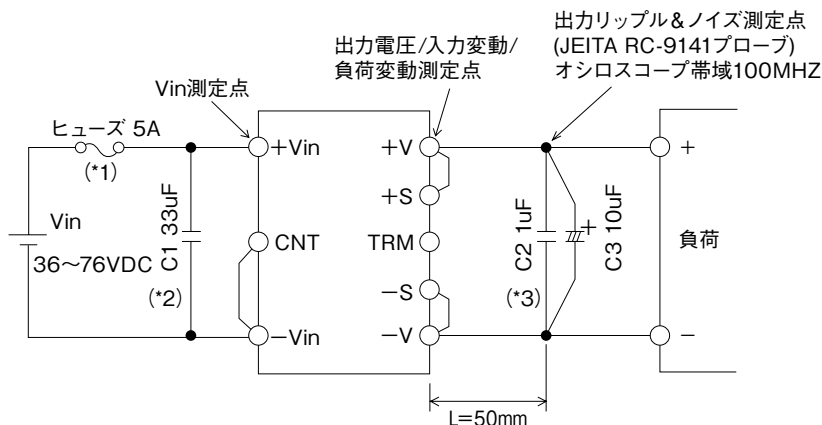 出力リップル＆ノイズ測定点
(JEITA RC-9141プローブ)
オシロスコープ帯域100MHZ
出力電圧/入力変動/
負荷変動測定点
Vin測定点
ヒューズ 5A
(*1)
+Vin
+V
+
+S
Vin
36～76VDC
C1 33uF
(*2)
CNT
TRM
C2 1uF
(*3)
+
C3 10uF
負荷
−S
−Vin
−V
-
L=50mm